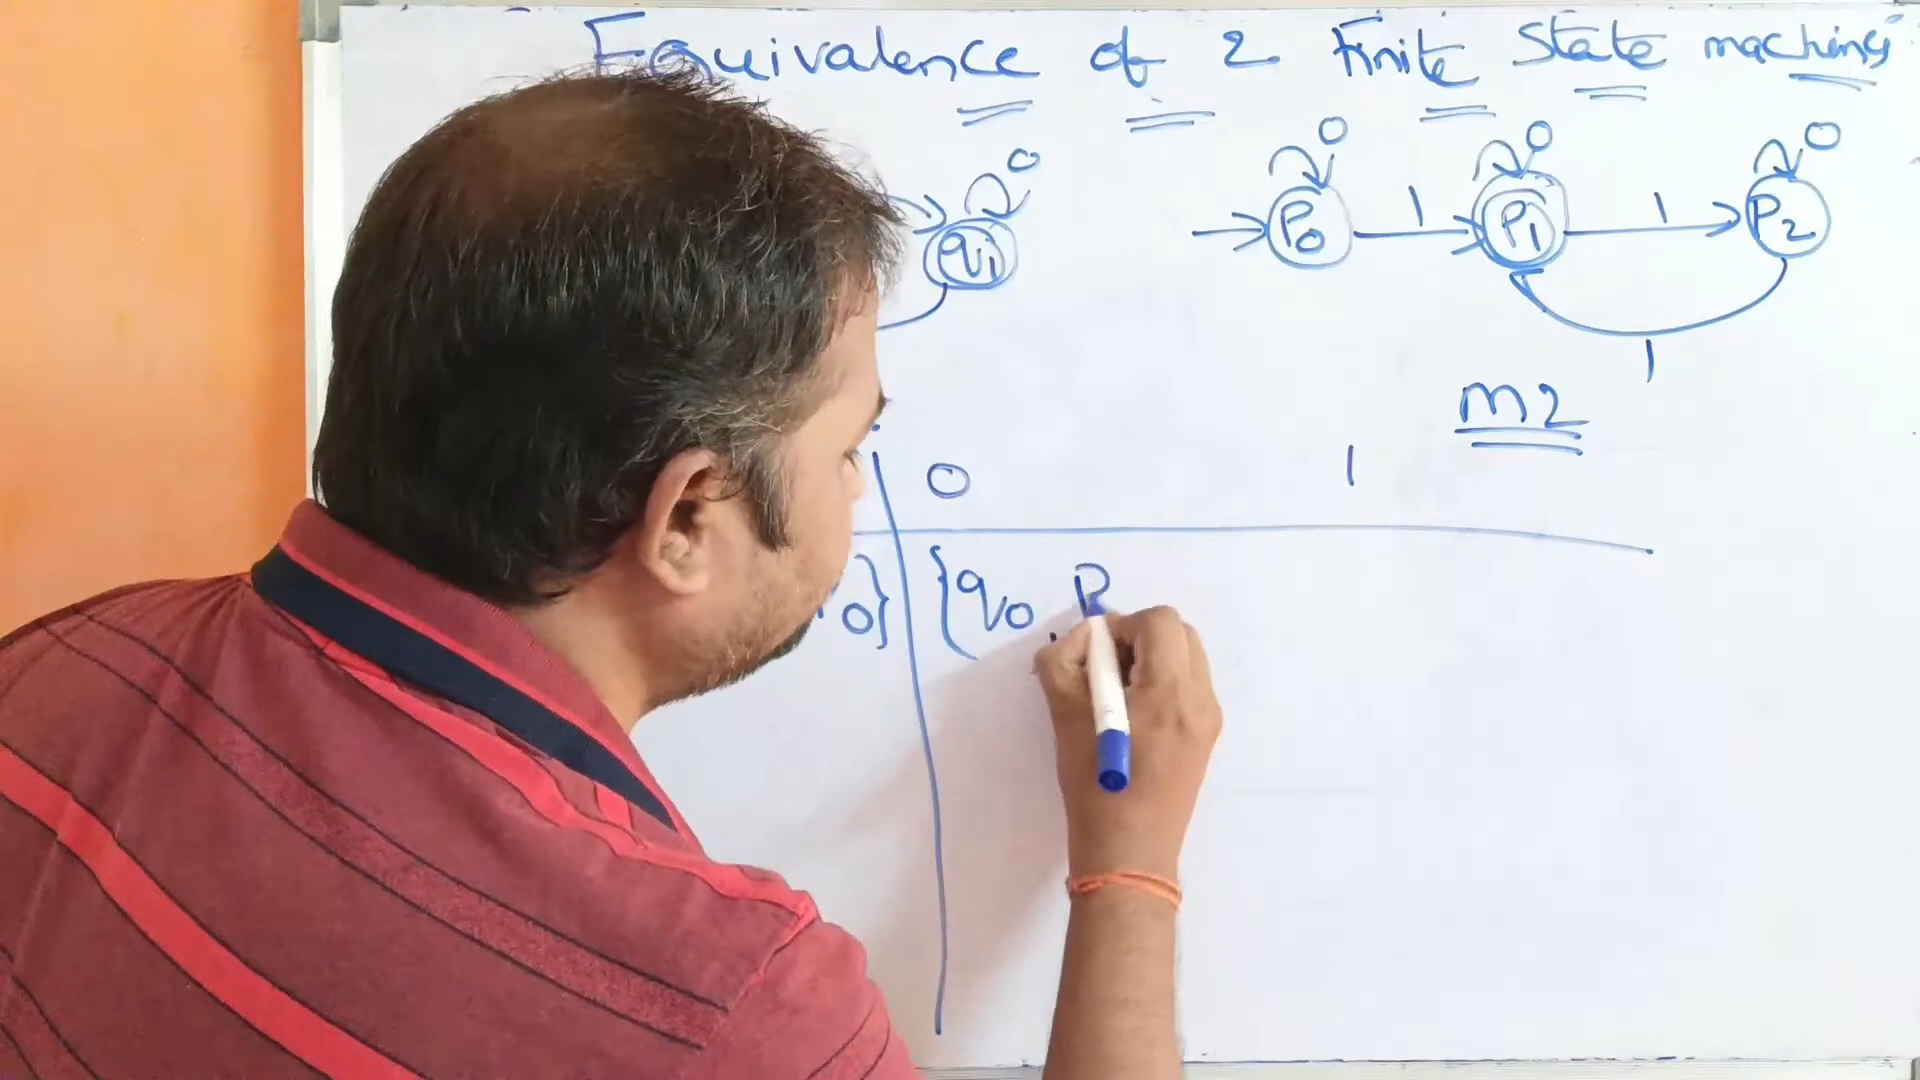 Equivalence of 2 Finite State machines
0 0 0 0
q1 P0 1 P1 1 P2
1
M2
0 1
0} {q0, P